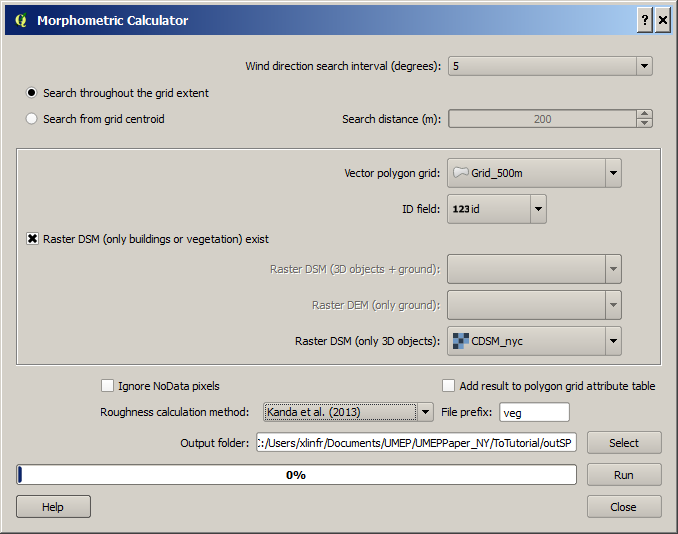 Morphometric Calculator
?
Wind direction search interval (degrees): 5
Search throughout the grid extent
Search from grid centroid Search distance (m): 200
Vector polygon grid: Grid_500m
ID field: 123 id
Raster DSM (only buildings or vegetation) exist
Raster DSM (3D objects + ground):
Raster DEM (only ground):
Raster DSM (only 3D objects): CDSM_nyc
Ignore NoData pixels Add result to polygon grid attribute table
Roughness calculation method: Kanda et al. (2013) File prefix: veg
Output folder: C:/Users/xlinfr/Documents/UMEP/UMEPPaper_NY/ToTutorial/outSP Select
0% Run
Help Close